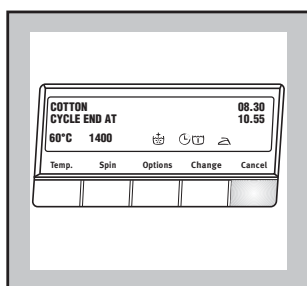 COTTON 08.30
CYCLE END AT 10.55
60°C 1400
Temp. Spin Options Change Cancel